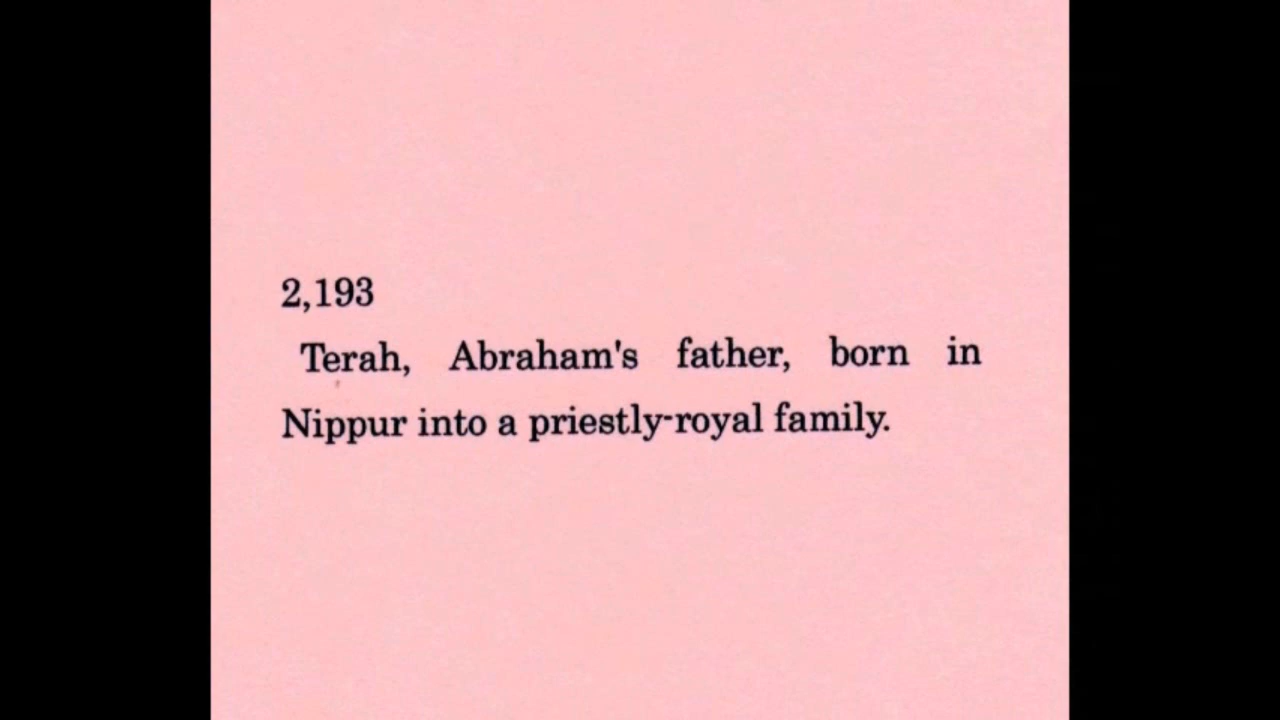 2,193
Terah, Abraham's father, born in
Nippur into a priestly-royal family.